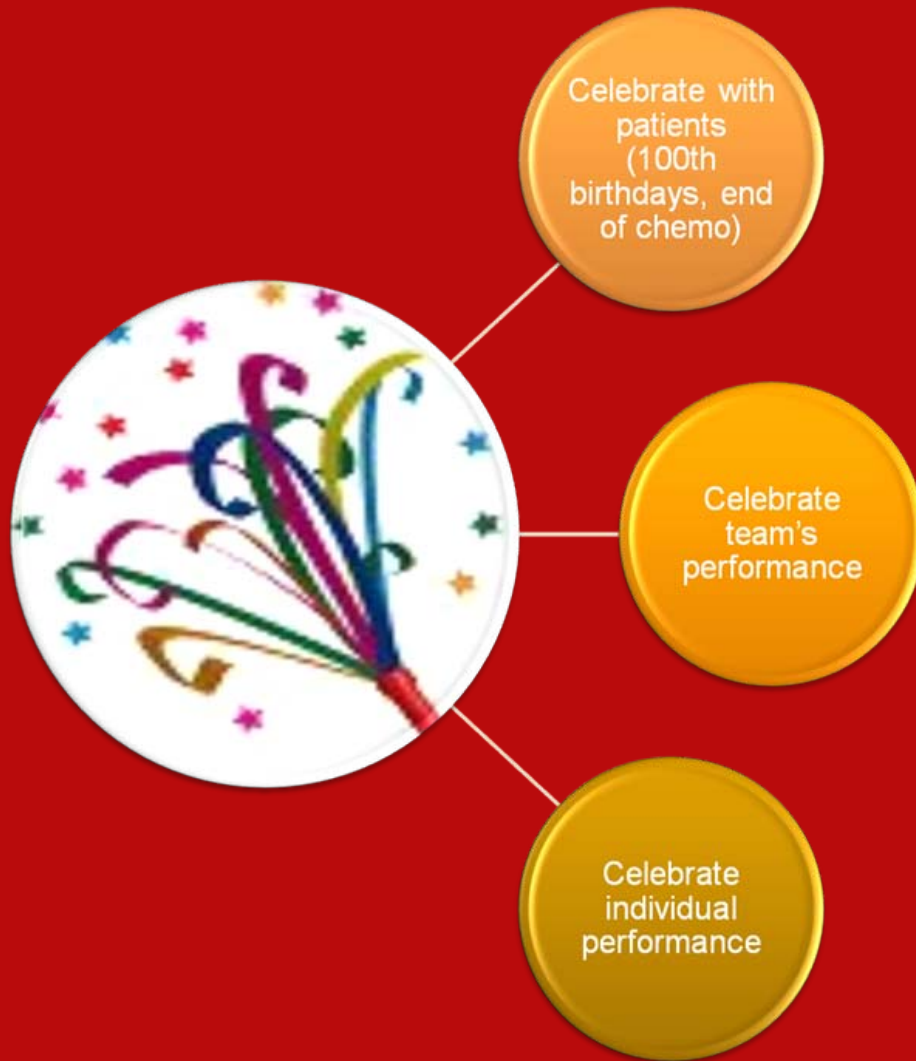 Celebrate with
patients
(100th
birthdays, end
of chemo)
Celebrate
team’s
performance
Celebrate
individual
performance